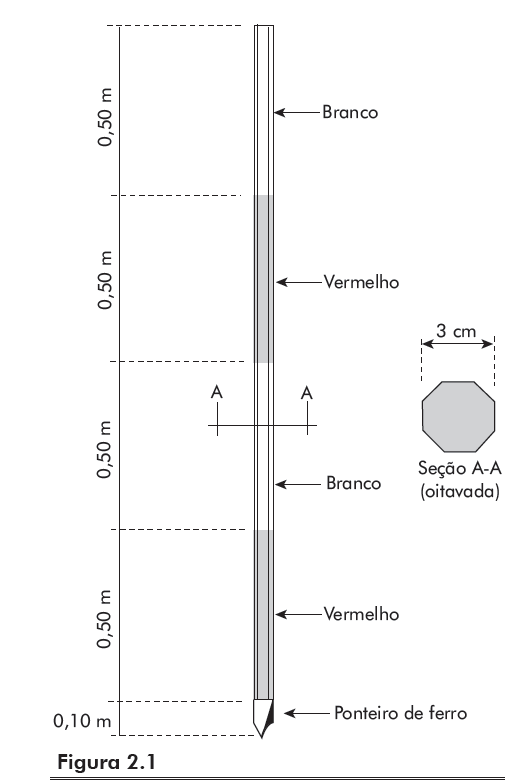 0,50 m
Branco
0,50 m
Vermelho
3 cm
A
A
0,50 m
Seção A-A
(oitavada)
Branco
0,50 m
Vermelho
0,10 m
Ponteiro de ferro
Figura 2.1